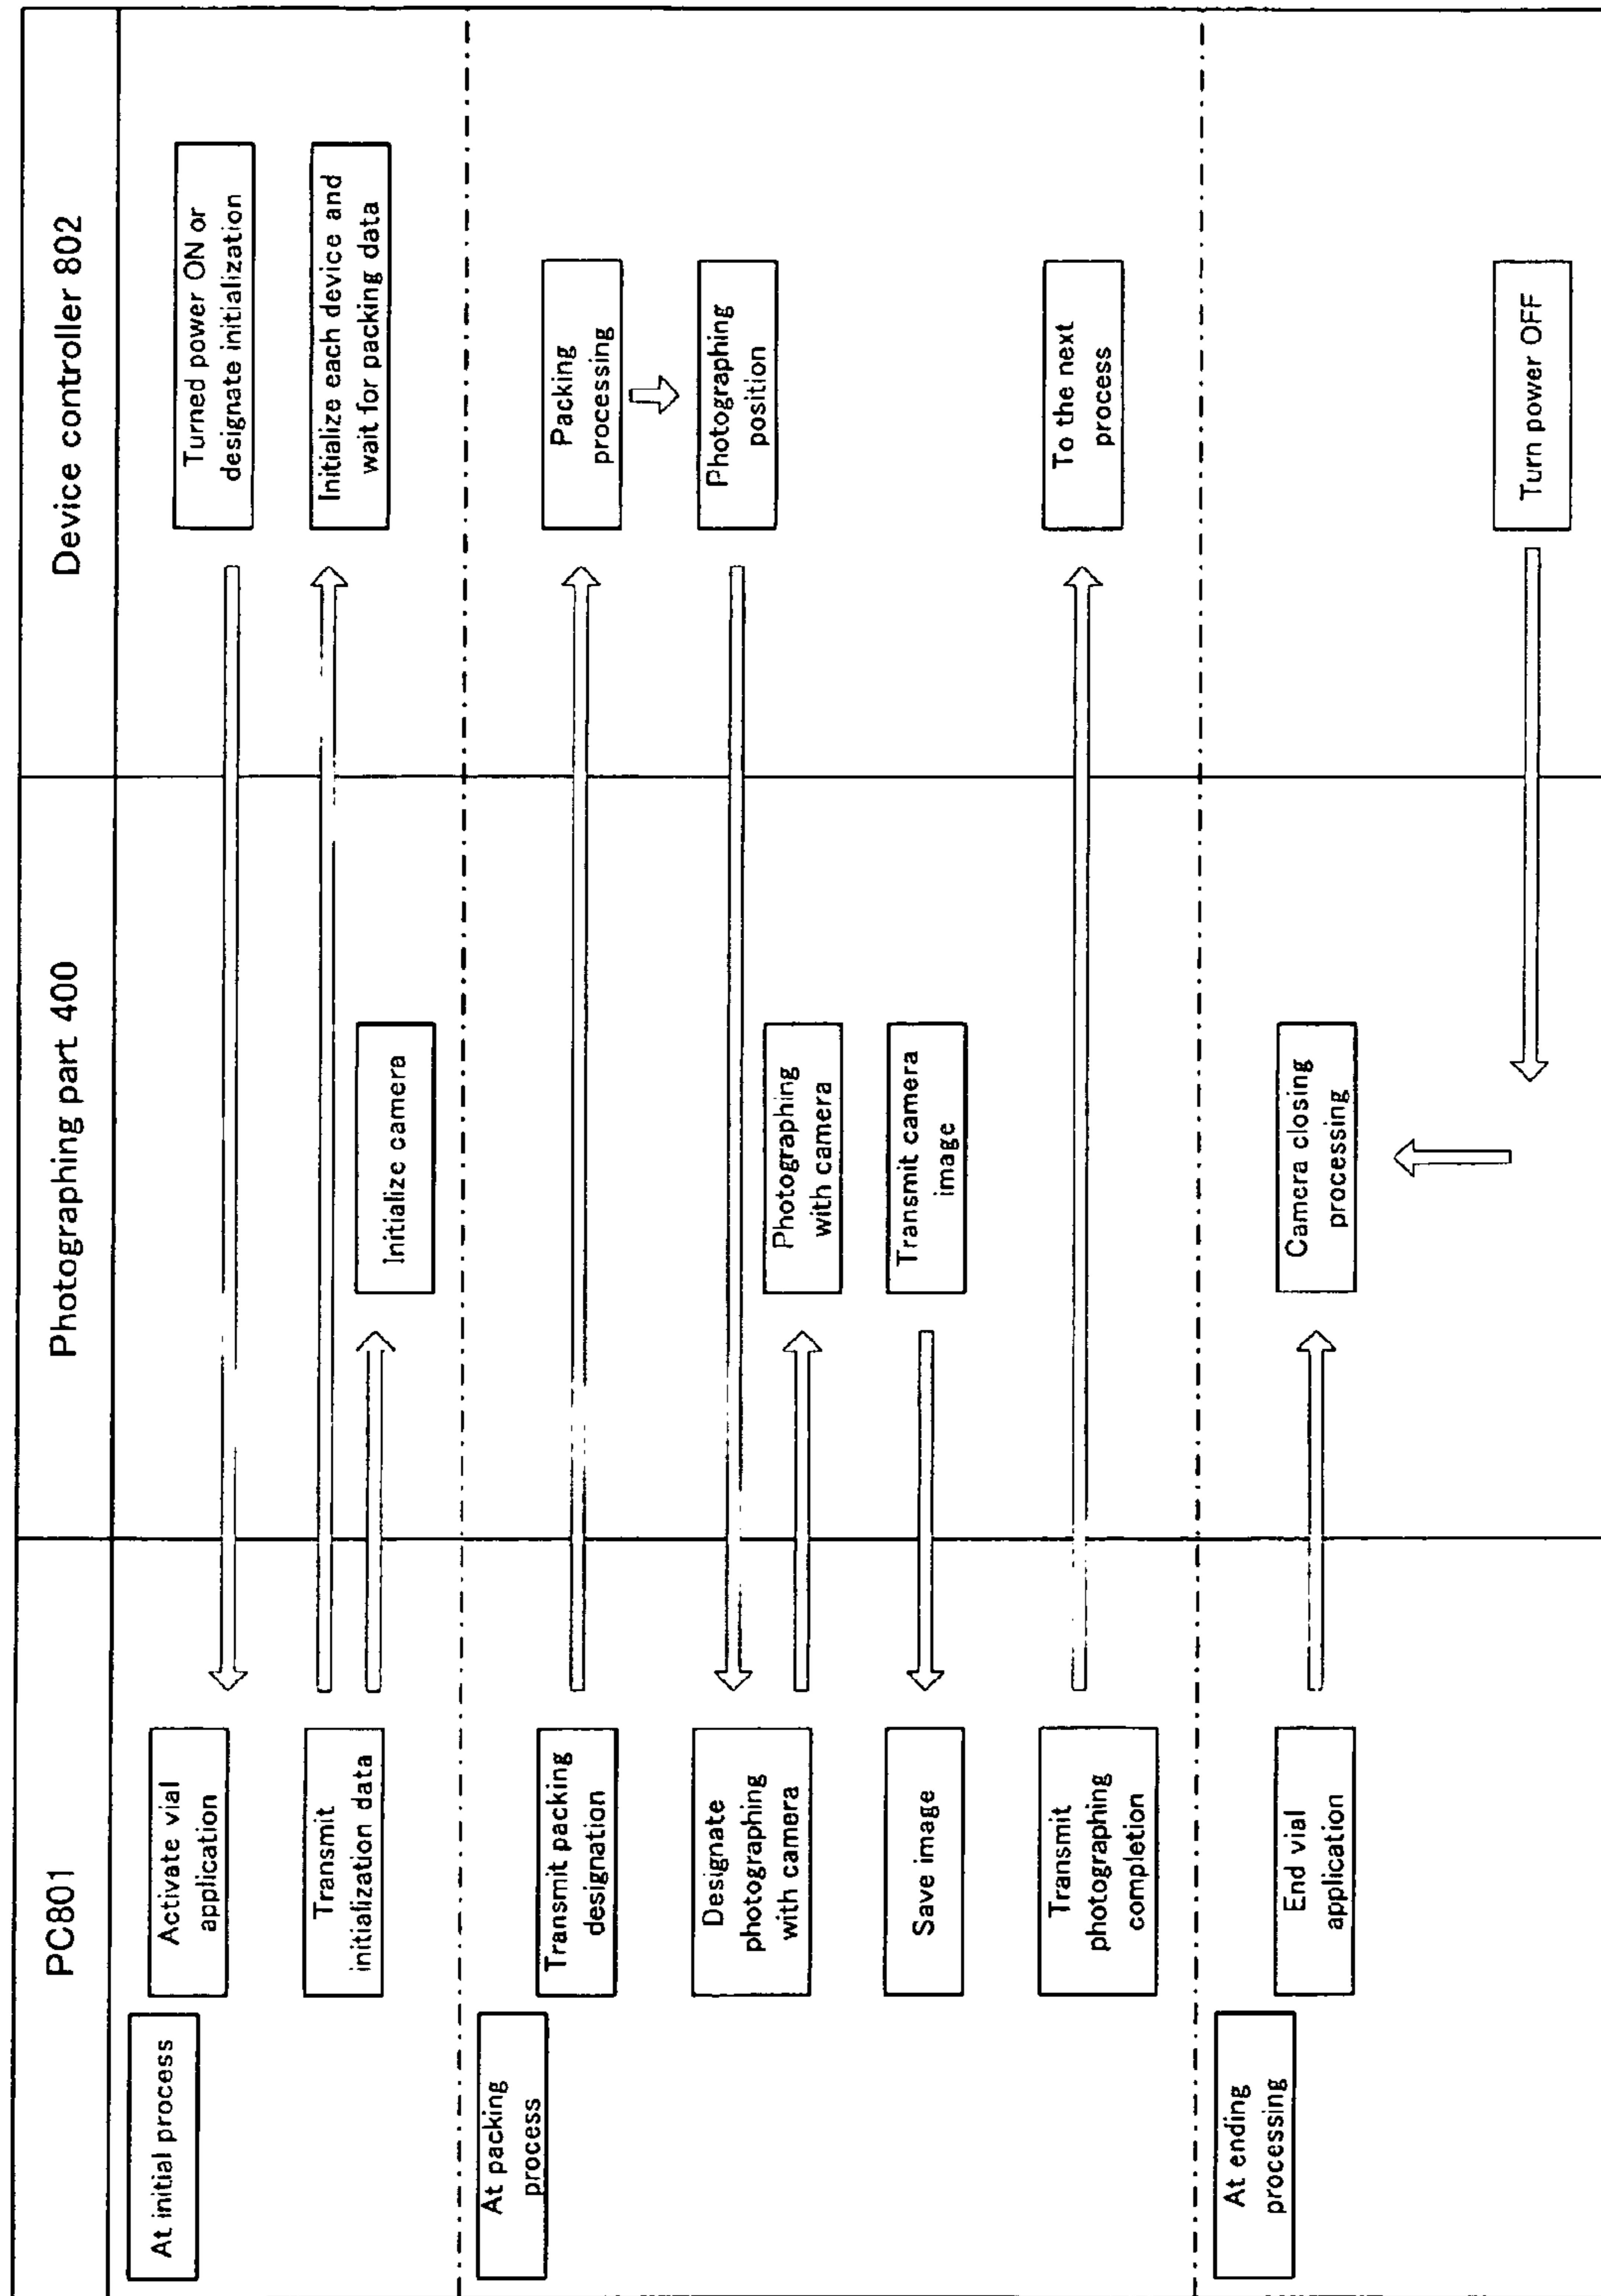 PC801
Photographing part 400
Device controller 802
At initial process
Activate vial
application
Turned power ON or
designate initialization
Transmit
initialization data
Initialize each device and
wait for packing data
Initialize camera
At packing
process
Transmit packing
designation
Packing
processing
Designate
photographing
with camera
Photographing
position
Photographing
with camera
Save image
Transmit camera
image
Transmit
photographing
completion
To the next
process
At ending
processing
End vial
application
Camera closing
processing
Turn power OFF